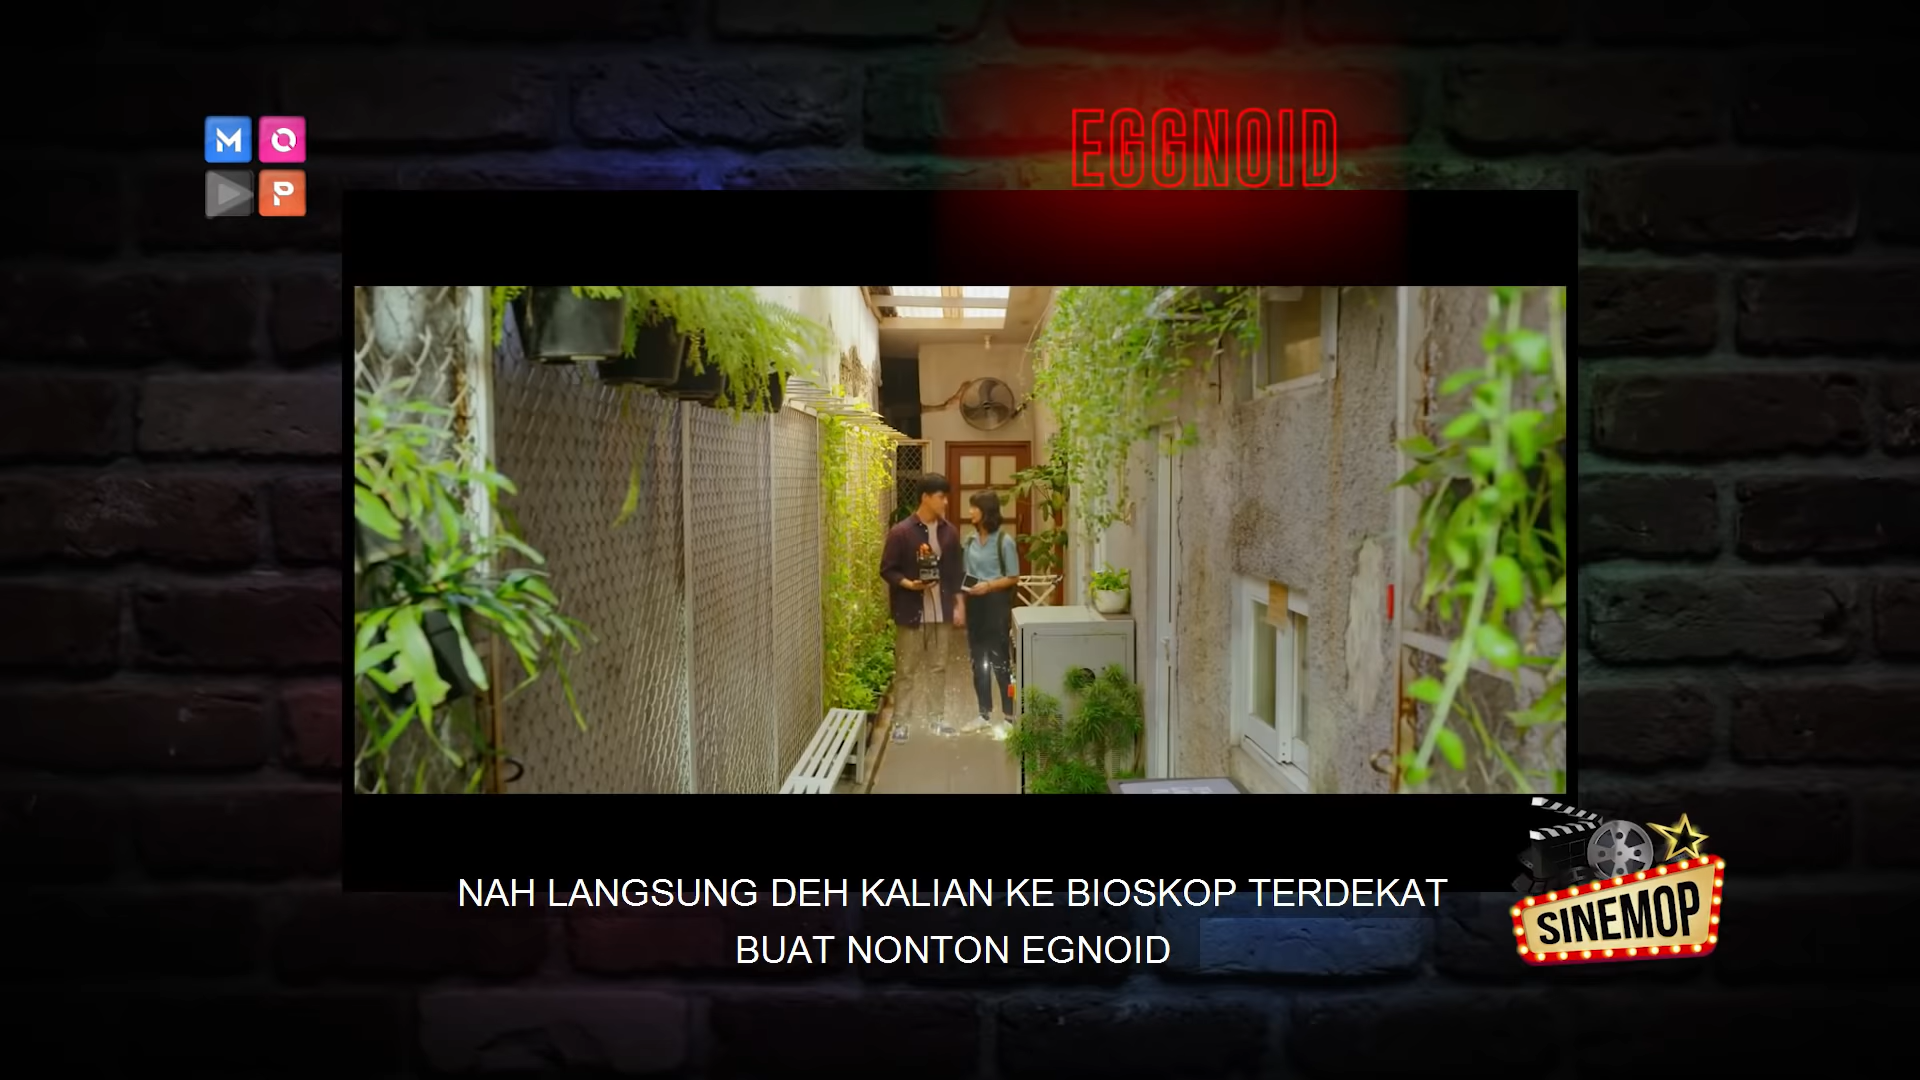 EGGNOID
M O
P
NAH LANGSUNG DEH KALIAN KE BIOSKOP TERDEKAT
BUAT NONTON EGNOID
SINEMOP